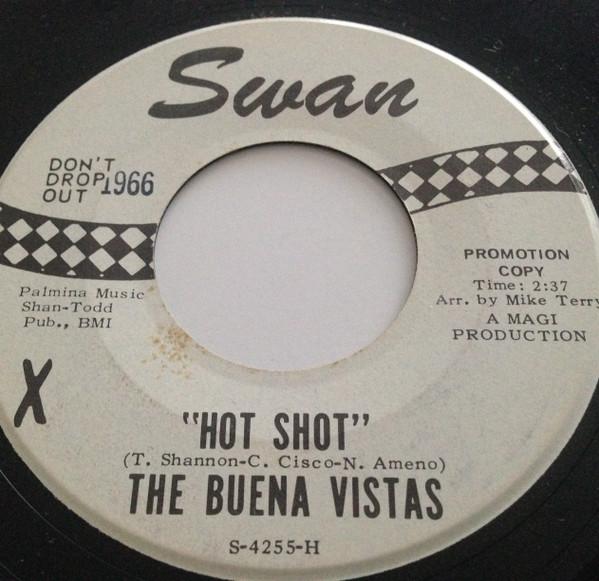 Swan
DON'T
DROP 1966
OUT
PROMOTION
COPY
Time: 2:37
Arr. by Mike Terry
A MAGI
PRODUCTION
Palmina Music
Shan-Todd
Pub., BMI
X
"HOT SHOT"
(T. Shannon-C. Cisco-N. Ameno)
THE BUENA VISTAS
S-4255-H